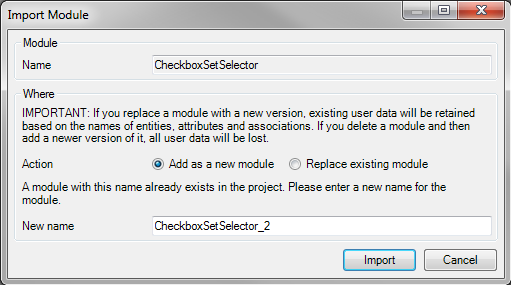 Import Module
Module
Name CheckboxSetSelector
Where
IMPORTANT: If you replace a module with a new version, existing user data will be retained
based on the names of entities, attributes and associations. If you delete a module and then
add a newer version of it, all user data will be lost.
Action Add as a new module Replace existing module
A module with this name already exists in the project. Please enter a new name for the
module.
New name CheckboxSetSelector_2
Import Cancel